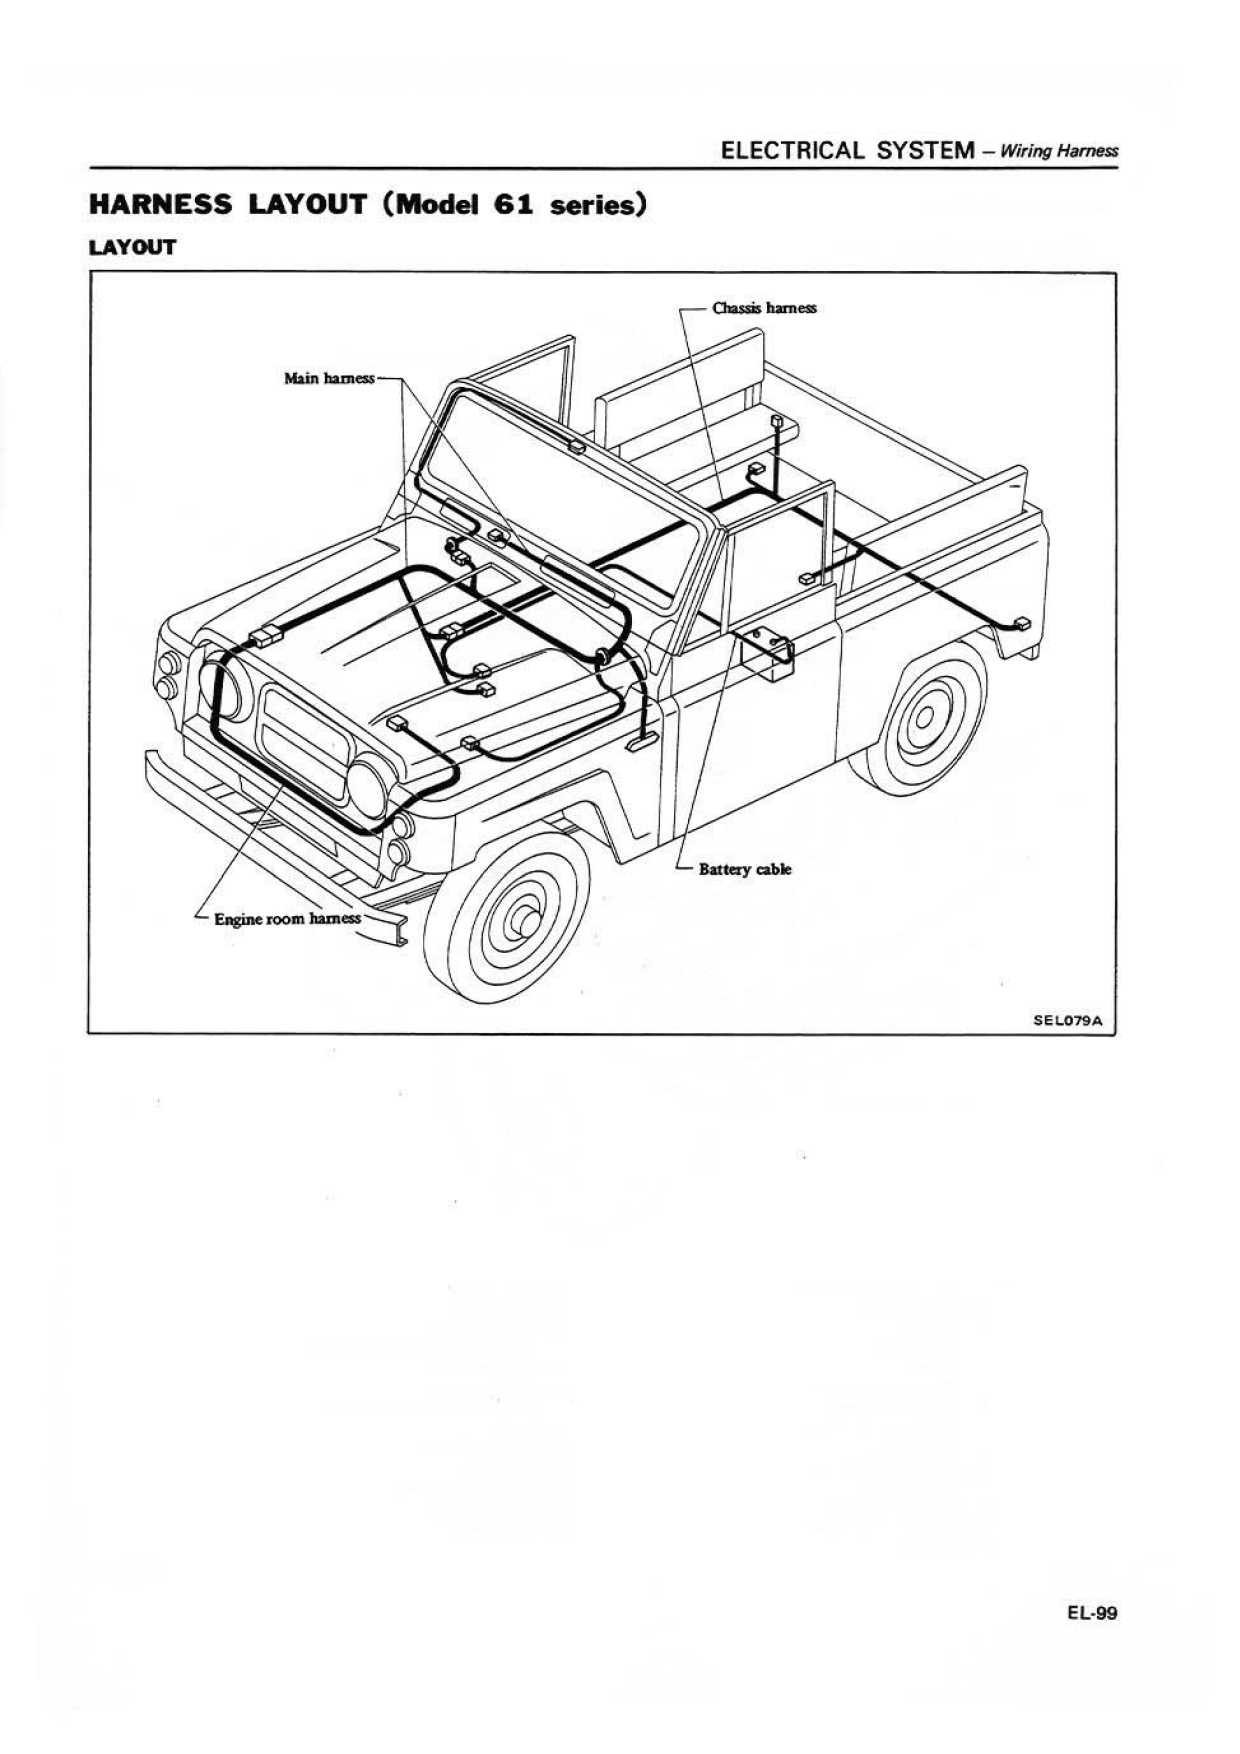 ELECTRICAL SYSTEM – Wiring Harness
HARNESS LAYOUT (Model 61 series)
LAYOUT
Chassis harness
Main harness
Battery cable
Engine room harness
SEL079A
EL-99